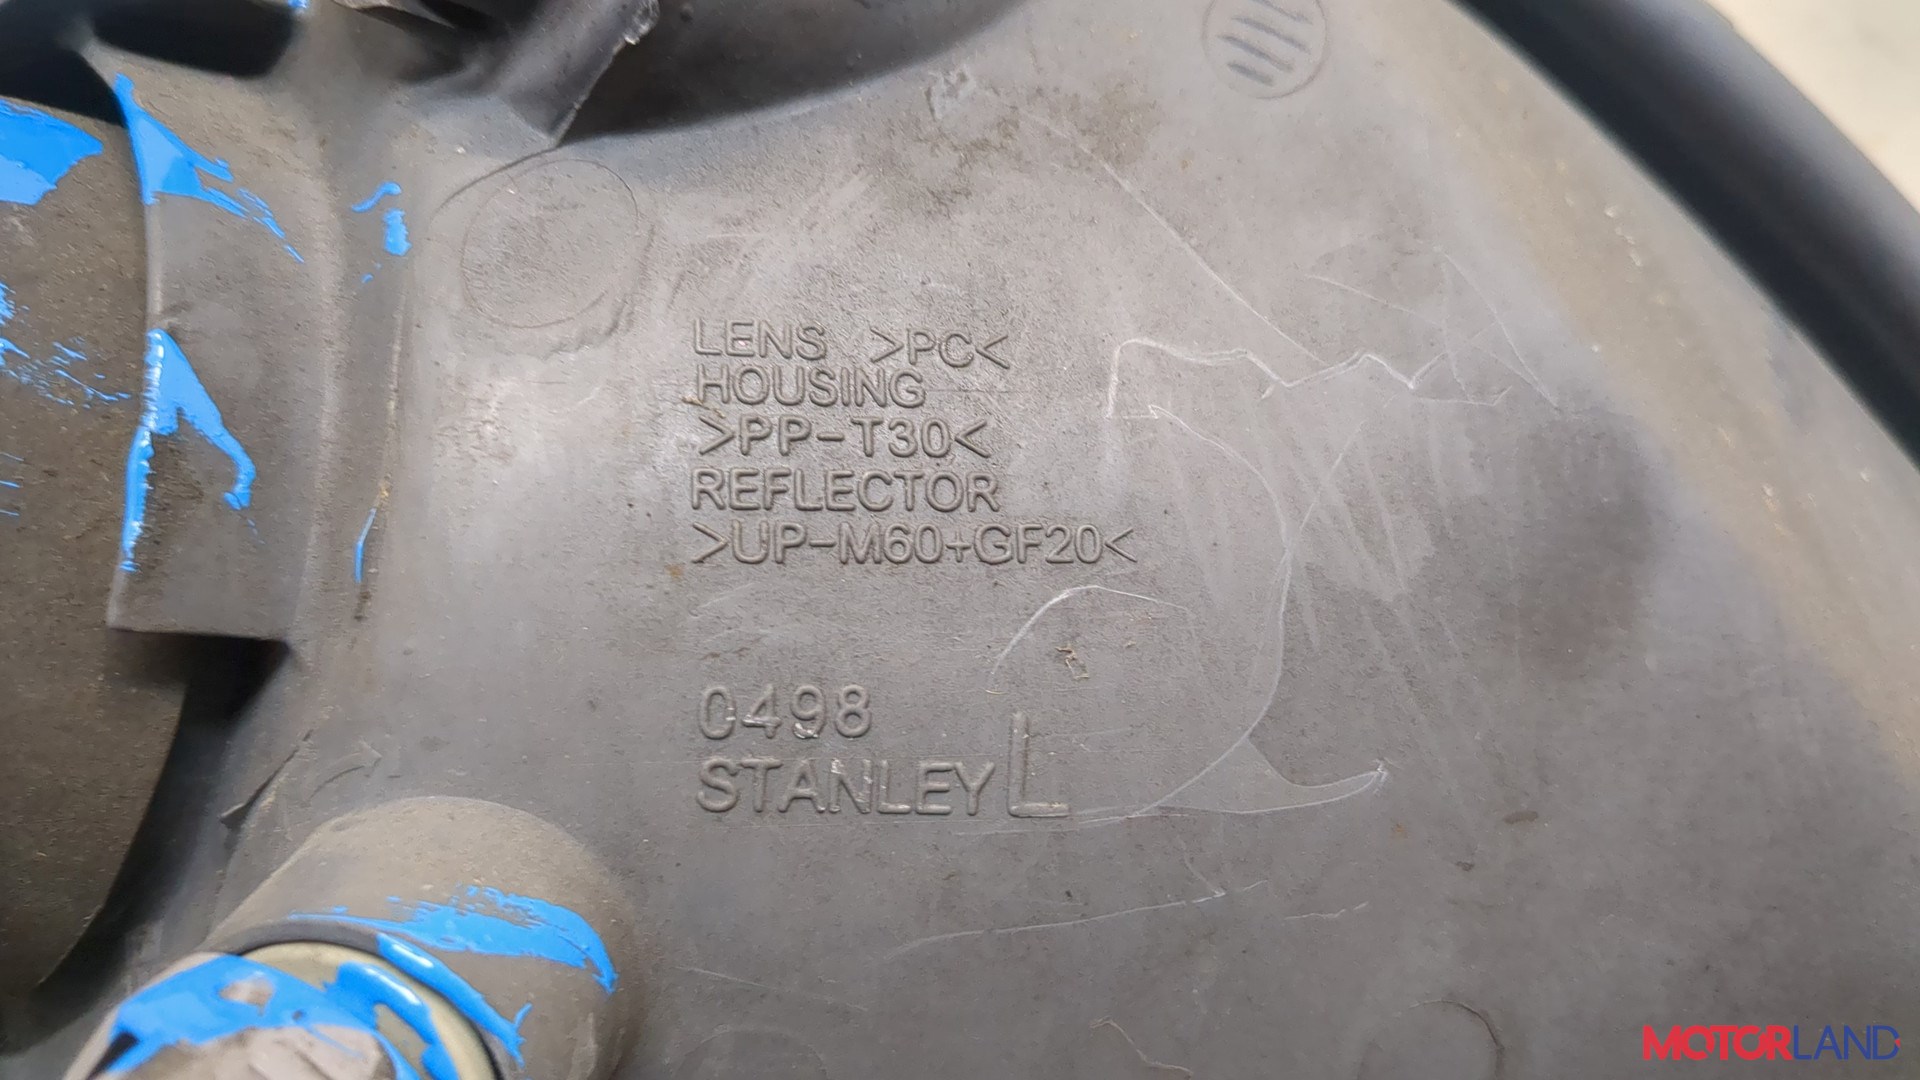 LENS >PC<
HOUSING
>PP-T30<
REFLECTOR
>UP-M60+GF20<
0498
STANLEY L
MOTORLAND